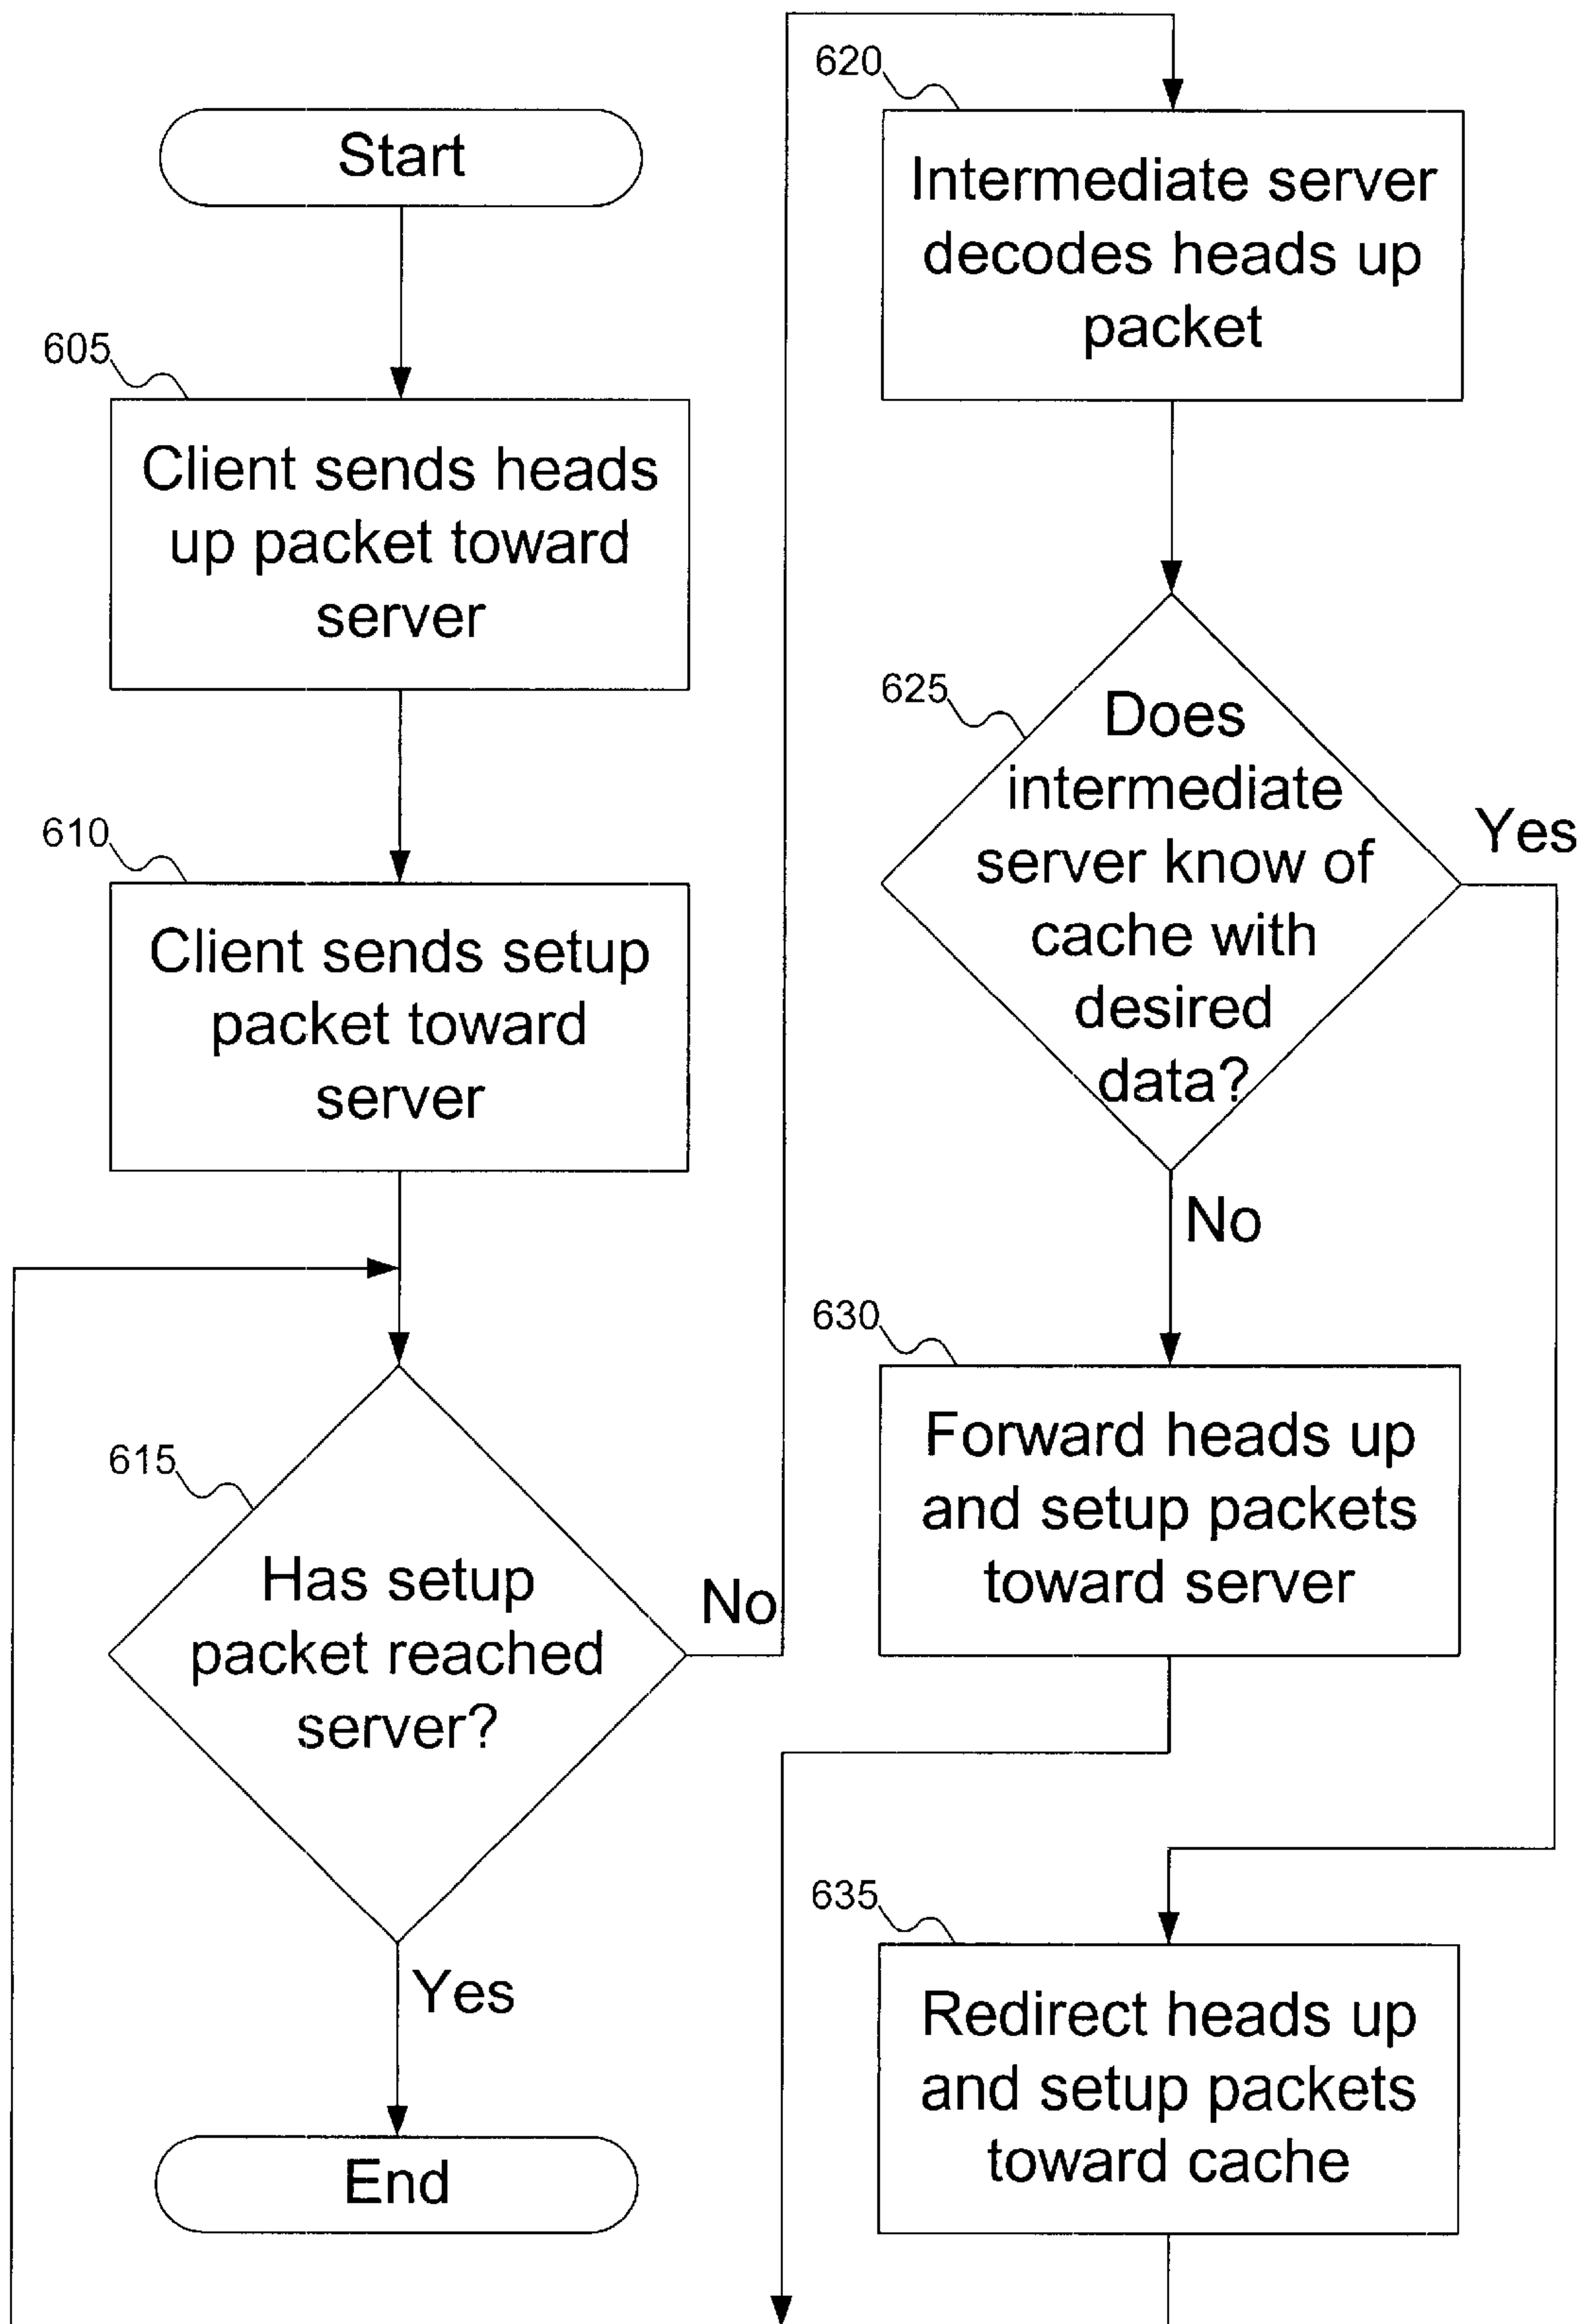 Start
605
Client sends heads
up packet toward
server
610
Client sends setup
packet toward
server
615
Has setup
packet reached
server?
No
Yes
End
620
Intermediate server
decodes heads up
packet
625
Does
intermediate
server know of
cache with
desired
data?
Yes
No
630
Forward heads up
and setup packets
toward server
635
Redirect heads up
and setup packets
toward cache